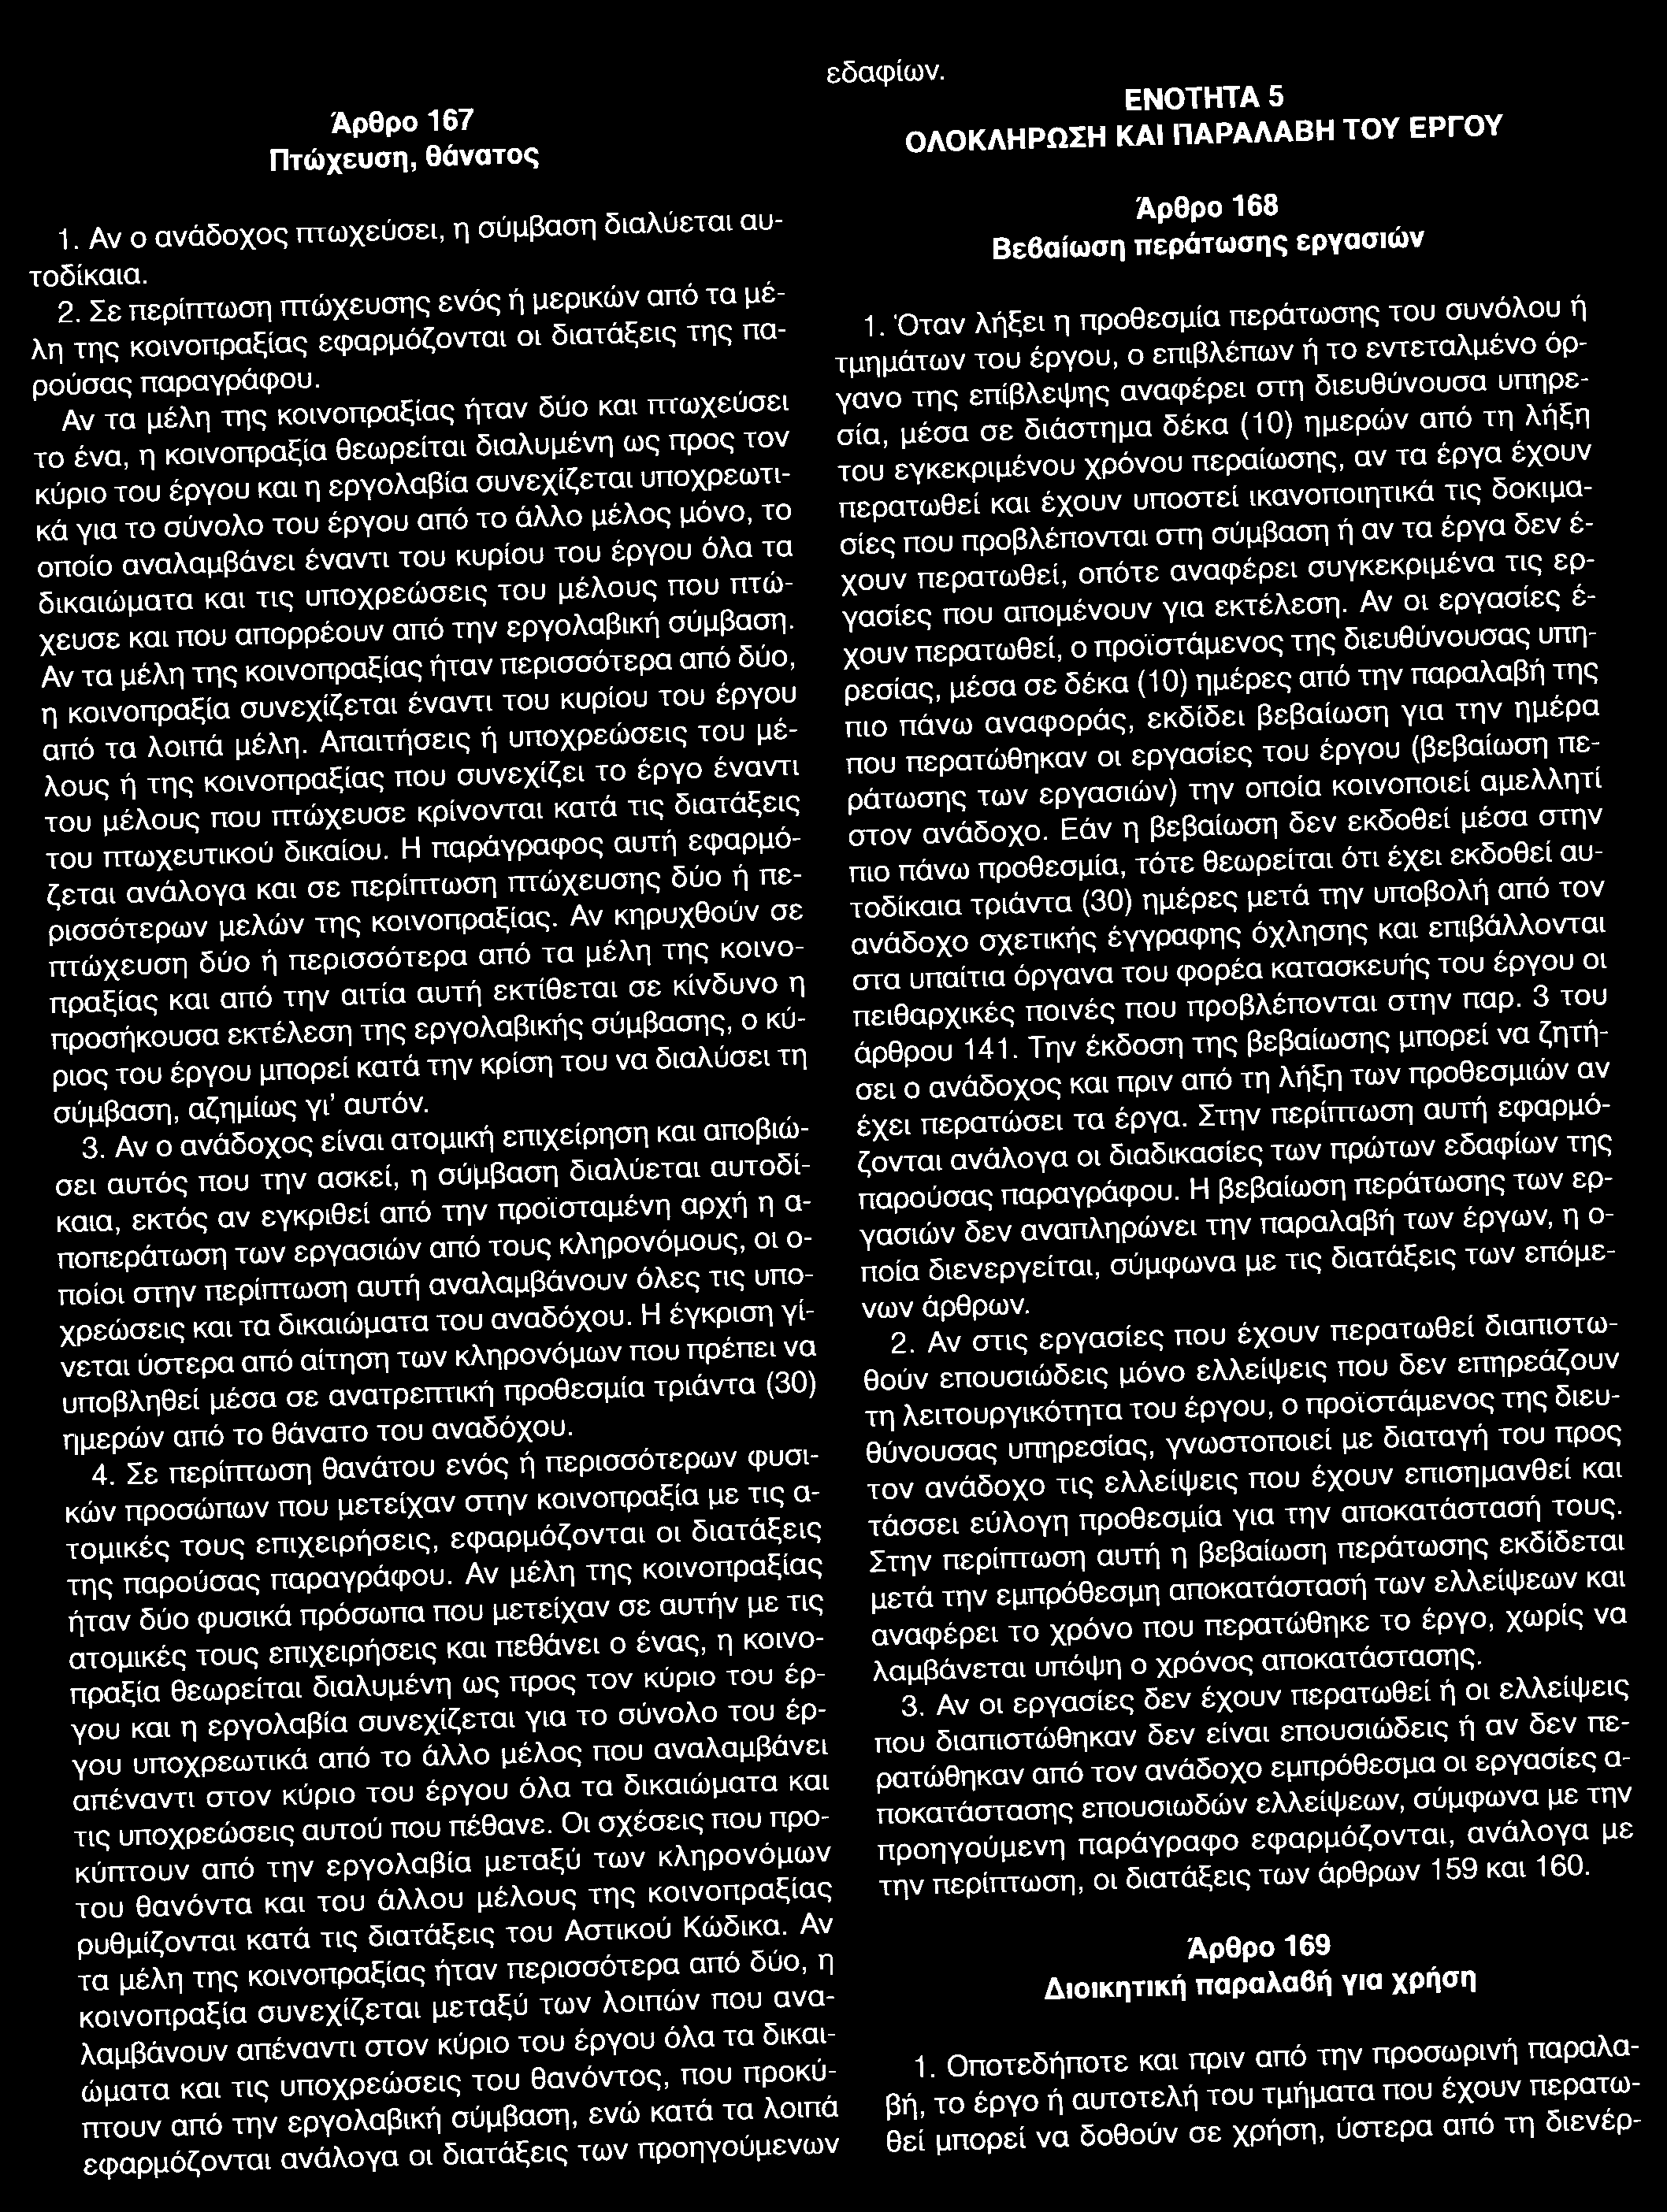 Άρθρο 167
Πτώχευση, θάνατος
1. Αν ο ανάδοχος πτωχεύσει, η σύμβαση διαλύεται αυ-
τοδίκαια.
2. Σε περίπτωση πτώχευσης ενός ή μερικών από τα μέ-
λη της κοινοπραξίας εφαρμόζονται οι διατάξεις της πα-
ρούσας παραγράφου.
Αν τα μέλη της κοινοπραξίας ήταν δύο και πτωχεύσει
το ένα, η κοινοπραξία θεωρείται διαλυμένη ως προς τον
κύριο του έργου και η εργολαβία συνεχίζεται υποχρεωτι-
κά για το σύνολο του έργου από το άλλο μέλος μόνο, το
οποίο αναλαμβάνει έναντι του κυρίου του έργου όλα τα
δικαιώματα και τις υποχρεώσεις του μέλους που πτώ-
χευσε και που απορρέουν από την εργολαβική σύμβαση.
Αν τα μέλη της κοινοπραξίας ήταν περισσότερα από δύο,
η κοινοπραξία συνεχίζεται έναντι του κυρίου του έργου
από τα λοιπά μέλη. Απαιτήσεις ή υποχρεώσεις του μέ-
λους ή της κοινοπραξίας που συνεχίζει το έργο έναντι
του μέλους που πτώχευσε κρίνονται κατά τις διατάξεις
του πτωχευτικού δικαίου. Η παράγραφος αυτή εφαρμό-
ζεται ανάλογα και σε περίπτωση πτώχευσης δύο ή πε-
ρισσότερων μελών της κοινοπραξίας. Αν κηρυχθούν σε
πτώχευση δύο ή περισσότερα από τα μέλη της κοινο-
πραξίας και από την αιτία αυτή εκτίθεται σε κίνδυνο η
προσήκουσα εκτέλεση της εργολαβικής σύμβασης, ο κύ-
ριος του έργου μπορεί κατά την κρίση του να διαλύσει τη
σύμβαση, αζημίως γι' αυτόν.
3. Αν ο ανάδοχος είναι ατομική επιχείρηση και αποβιώ-
σει αυτός που την ασκεί, η σύμβαση διαλύεται αυτοδί-
καια, εκτός αν εγκριθεί από την προϊσταμένη αρχή η α-
ποπεράτωση των εργασιών από τους κληρονόμους, οι ο-
ποίοι στην περίπτωση αυτή αναλαμβάνουν όλες τις υπο-
χρεώσεις και τα δικαιώματα του αναδόχου. Η έγκριση γί-
νεται ύστερα από αίτηση των κληρονόμων που πρέπει να
υποβληθεί μέσα σε ανατρεπτική προθεσμία τριάντα (30)
ημερών από το θάνατο του αναδόχου.
4. Σε περίπτωση θανάτου ενός ή περισσότερων φυσι-
κών προσώπων που μετείχαν στην κοινοπραξία με τις α-
τομικές τους επιχειρήσεις, εφαρμόζονται οι διατάξεις
της παρούσας παραγράφου. Αν μέλη της κοινοπραξίας
ήταν δύο φυσικά πρόσωπα που μετείχαν σε αυτήν με τις
ατομικές τους επιχειρήσεις και πεθάνει ο ένας, η κοινο-
πραξία θεωρείται διαλυμένη ως προς τον κύριο του έρ-
γου και η εργολαβία συνεχίζεται για το σύνολο του έρ-
γου υποχρεωτικά από το άλλο μέλος που αναλαμβάνει
απέναντι στον κύριο του έργου όλα τα δικαιώματα και
τις υποχρεώσεις αυτού που πέθανε. Οι σχέσεις που προ-
κύπτουν από την εργολαβία μεταξύ των κληρονόμων
του θανόντα και του άλλου μέλους της κοινοπραξίας
ρυθμίζονται κατά τις διατάξεις του Αστικού Κώδικα. Αν
τα μέλη της κοινοπραξίας ήταν περισσότερα από δύο, η
κοινοπραξία συνεχίζεται μεταξύ των λοιπών που ανα-
λαμβάνουν απέναντι στον κύριο του έργου όλα τα δικαι-
ώματα και τις υποχρεώσεις του θανόντος, που προκύ-
πτουν από την εργολαβική σύμβαση, ενώ κατά τα λοιπά
εφαρμόζονται ανάλογα οι διατάξεις των προηγούμενων
εδαφίων.
ΕΝΟΤΗΤΑ 5
ΟΛΟΚΛΗΡΩΣΗ ΚΑΙ ΠΑΡΑΛΑΒΗ ΤΟΥ ΕΡΓΟΥ
Άρθρο 168
Βεβαίωση περάτωσης εργασιών
1. Όταν λήξει η προθεσμία περάτωσης του συνόλου ή
τμημάτων του έργου, ο επιβλέπων ή το εντεταλμένο όρ-
γανο της επίβλεψης αναφέρει στη διευθύνουσα υπηρε-
σία, μέσα σε διάστημα δέκα (10) ημερών από τη λήξη
του εγκεκριμένου χρόνου περαίωσης, αν τα έργα έχουν
περατωθεί και έχουν υποστεί ικανοποιητικά τις δοκιμα-
σίες που προβλέπονται στη σύμβαση ή αν τα έργα δεν έ-
χουν περατωθεί, οπότε αναφέρει συγκεκριμένα τις ερ-
γασίες που απομένουν για εκτέλεση. Αν οι εργασίες έ-
χουν περατωθεί, ο προϊστάμενος της διευθύνουσας υπη-
ρεσίας, μέσα σε δέκα (10) ημέρες από την παραλαβή της
πιο πάνω αναφοράς, εκδίδει βεβαίωση για την ημέρα
που περατώθηκαν οι εργασίες του έργου (βεβαίωση πε-
ράτωσης των εργασιών) την οποία κοινοποιεί αμελλητί
στον ανάδοχο. Εάν η βεβαίωση δεν εκδοθεί μέσα στην
πιο πάνω προθεσμία, τότε θεωρείται ότι έχει εκδοθεί αυ-
τοδίκαια τριάντα (30) ημέρες μετά την υποβολή από τον
ανάδοχο σχετικής έγγραφης όχλησης και επιβάλλονται
στα υπαίτια όργανα του φορέα κατασκευής του έργου οι
πειθαρχικές ποινές που προβλέπονται στην παρ. 3 του
άρθρου 141. Την έκδοση της βεβαίωσης μπορεί να ζητή-
σει ο ανάδοχος και πριν από τη λήξη των προθεσμιών αν
έχει περατώσει τα έργα. Στην περίπτωση αυτή εφαρμό-
ζονται ανάλογα οι διαδικασίες των πρώτων εδαφίων της
παρούσας παραγράφου. Η βεβαίωση περάτωσης των ερ-
γασιών δεν αναπληρώνει την παραλαβή των έργων, η ο-
ποία διενεργείται, σύμφωνα με τις διατάξεις των επόμε-
νων άρθρων.
2. Αν στις εργασίες που έχουν περατωθεί διαπιστω-
θούν επουσιώδεις μόνο ελλείψεις που δεν επηρεάζουν
τη λειτουργικότητα του έργου, ο προϊστάμενος της διευ-
θύνουσας υπηρεσίας, γνωστοποιεί με διαταγή του προς
τον ανάδοχο τις ελλείψεις που έχουν επισημανθεί και
τάσσει εύλογη προθεσμία για την αποκατάστασή τους.
Στην περίπτωση αυτή η βεβαίωση περάτωσης εκδίδεται
μετά την εμπρόθεσμη αποκατάστασή των ελλείψεων και
αναφέρει το χρόνο που περατώθηκε το έργο, χωρίς να
λαμβάνεται υπόψη ο χρόνος αποκατάστασης.
3. Αν οι εργασίες δεν έχουν περατωθεί ή οι ελλείψεις
που διαπιστώθηκαν δεν είναι επουσιώδεις ή αν δεν πε-
ρατώθηκαν από τον ανάδοχο εμπρόθεσμα οι εργασίες α-
ποκατάστασης επουσιωδών ελλείψεων, σύμφωνα με την
προηγούμενη παράγραφο εφαρμόζονται, ανάλογα με
την περίπτωση, οι διατάξεις των άρθρων 159 και 160.
Άρθρο 169
Διοικητική παραλαβή για χρήση
1. Οποτεδήποτε και πριν από την προσωρινή παραλα-
βή, το έργο ή αυτοτελή του τμήματα που έχουν περατω-
θεί μπορεί να δοθούν σε χρήση, ύστερα από τη διενέρ-